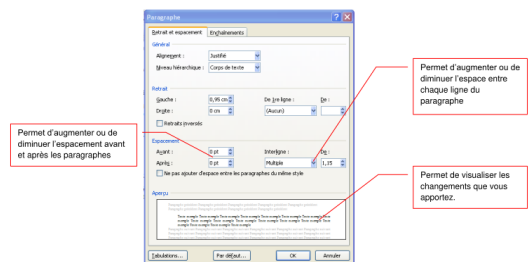 Paragraphe
Retrait et espacement
Enchaînements
Général
Alignement :
Justifié
Niveau hiérarchique :
Corps de texte
Retrait
Gauche :
0,95 cm
De 1re ligne :
De :
Droite :
0 cm
(Aucun)
Retraits inversés
Espacement
Avant :
0 pt
Interligne :
De :
Après :
0 pt
Multiple
1,15
Ne pas ajouter d'espace entre les paragraphes du même style
Aperçu
Tabulations...
Par défaut...
OK
Annuler
Permet d'augmenter ou de
diminuer l'espacement avant
et après les paragraphes
Permet d'augmenter ou de
diminuer l'espace entre
chaque ligne du
paragraphe
Permet de visualiser les
changements que vous
apportez.